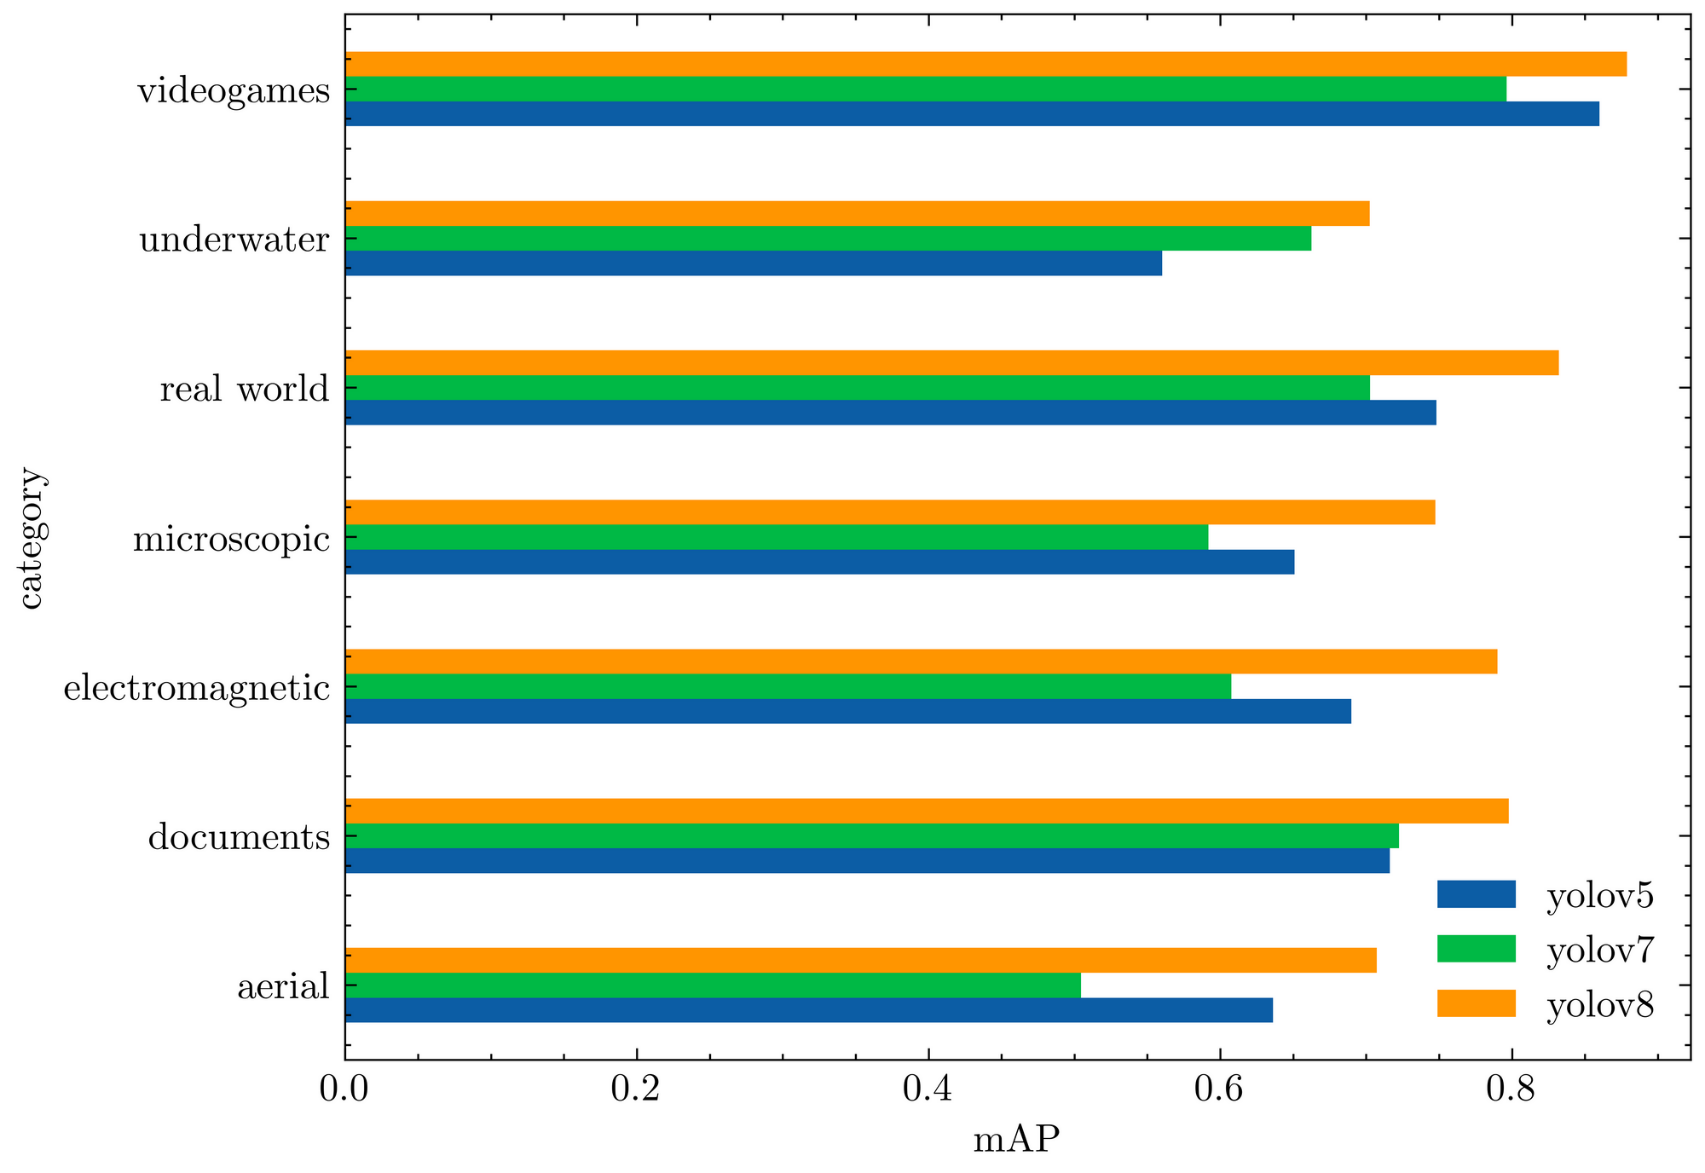 videogames
underwater
real world
microscopic
electromagnetic
documents
aerial
category
yolov5
yolov7
yolov8
0.0 0.2 0.4 0.6 0.8
mAP